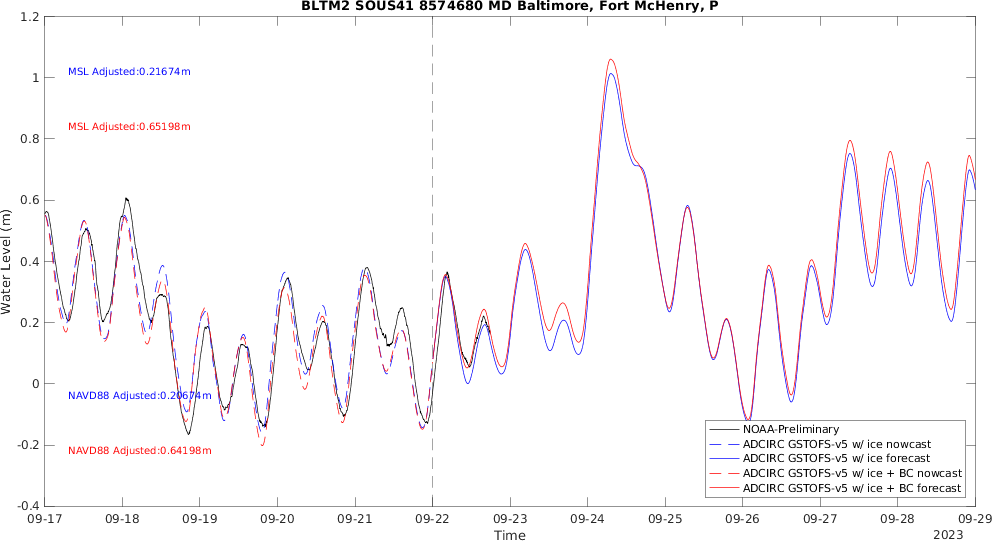 BLTM2 SOUS41 8574680 MD Baltimore, Fort McHenry, P
Water Level (m)
1.2
1
0.8
0.6
0.4
0.2
0
-0.2
-0.4
MSL Adjusted:0.21674m
MSL Adjusted:0.65198m
NAVD88 Adjusted:0.20674m
NAVD88 Adjusted:0.64198m
NOAA-Preliminary
ADCIRC GSTOFS-v5 w/ ice nowcast
ADCIRC GSTOFS-v5 w/ ice forecast
ADCIRC GSTOFS-v5 w/ ice + BC nowcast
ADCIRC GSTOFS-v5 w/ ice + BC forecast
09-17 09-18 09-19 09-20 09-21 09-22 09-23 09-24 09-25 09-26 09-27 09-28 09-29
Time
2023